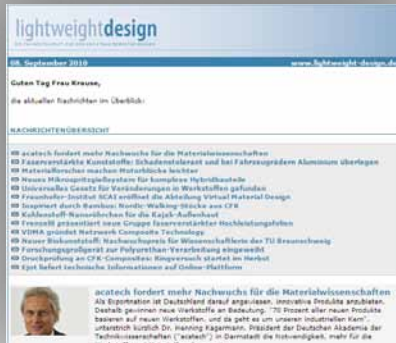 lightweightdesign
08. September 2010 www.lightweight-design.de
Guten Tag Frau Krause,
die aktuellen Nachrichten im Überblick:
NACHRICHTENÜBERSICHT
acatech fordert mehr Nachwuchs für die Materialwissenschaften
Faserverstärkte Kunststoffe: Schadenstolerant und bei Fahrzeugrädern Aluminium überlegen
Materialforscher machen Motorblöcke leichter
Neues Mikrospritzgießsystem für komplexe Hybridbauteile
Universelles Gesetz für Veränderungen in Werkstoffen gefunden
Fraunhofer-Institut SCAI eröffnet die Abteilung Virtual Material Design
Inspiriert durch Bambus: Nordic-Walking-Stöcke aus CFK
Kohlenstoff-Nanoröhrchen für die Kajak-Außenhaut
Frenzelit präsentiert neue Gruppe faserverstärkter Hochleistungsfolien
VDMA gründet Netzwerk Composite Technology
Neuer Biokunststoff: Nachwuchspreis für Wissenschaftlerin der TU Braunschweig
Forschungsgroßgerät zur Polyurethan-Verarbeitung eingeweiht
Druckprüfung an CFK-Composites: Ringversuch startet im Herbst
Ejot liefert technische Informationen auf Online-Plattform
acatech fordert mehr Nachwuchs für die Materialwissenschaften
Als Exportnation ist Deutschland darauf angewiesen, innovative Produkte anzubieten.
Deshalb gewinnen neue Werkstoffe an Bedeutung. "70 Prozent aller neuen Produkte
basieren auf neuen Werkstoffen, und da geht es um unseren industriellen Kern",
unterstrich kürzlich Dr. Henning Kagermann, Präsident der Deutschen Akademie der
Technikwissenschaften ("acatech") in Darmstadt die Notwendigkeit, mehr für die